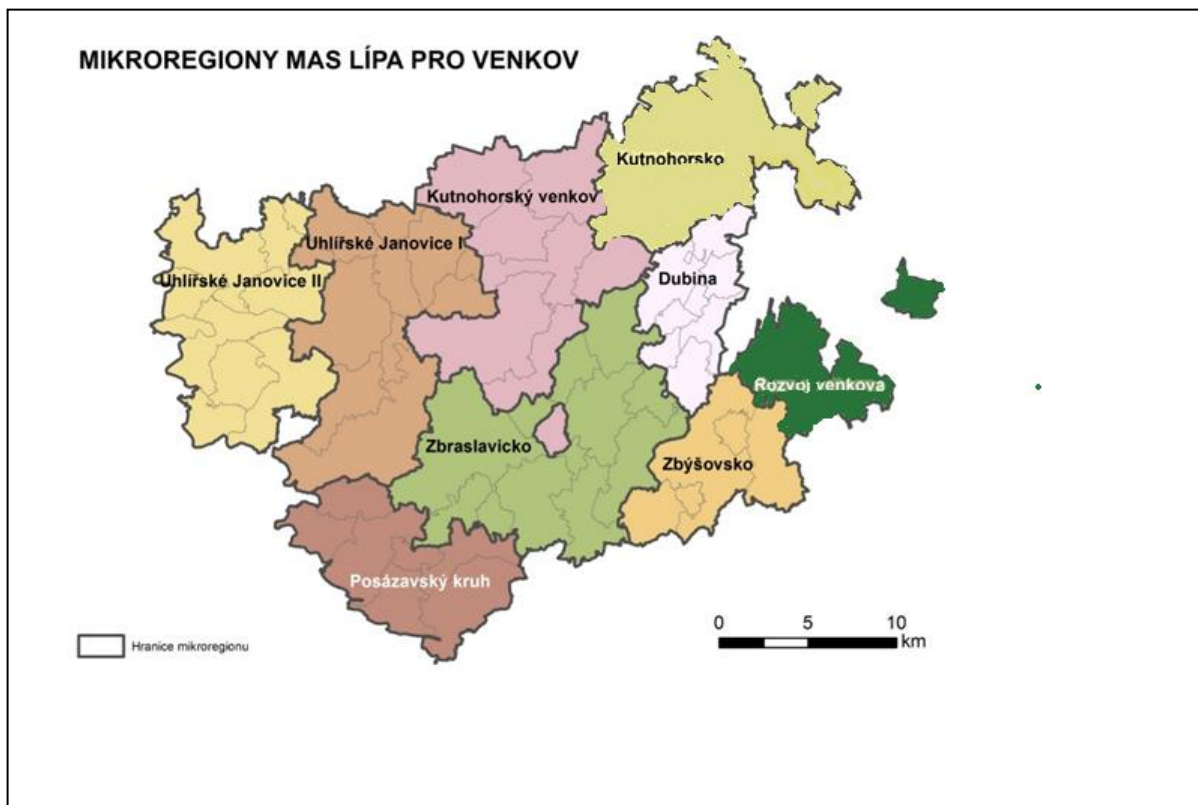 MIKROREGIONY MAS LÍPA PRO VENKOV
Kutnohorsko
Kutnohorský venkov
Uhlířské Janovice I
Uhlířské Janovice II
Dubina
Rozvoj venkova
Zbraslavicko
Zbýšovsko
Posázavský kruh
Hranice mikroregionu
0 5 10
km